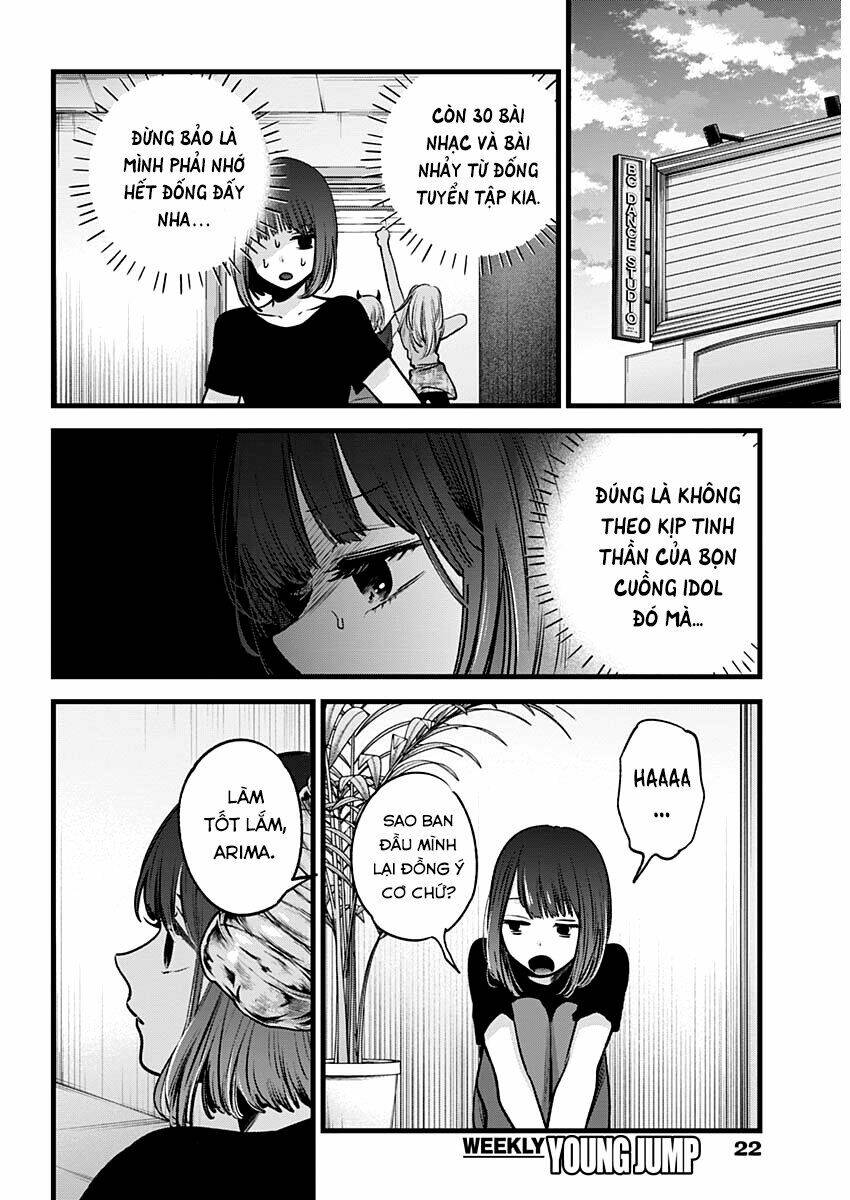 BC DANCE STUDIO
CÒN 30 BÀI
NHẠC VÀ BÀI
NHẢY TỪ ĐỐNG
TUYỂN TẬP KIA.
ĐỪNG BẢO LÀ
MÌNH PHẢI NHỚ
HẾT ĐỐNG ĐẤY
NHA...
ĐÚNG LÀ KHÔNG
THEO KỊP TINH
THẦN CỦA BỌN
CUỒNG IDOL
ĐÓ MÀ...
HAAAA
...
SAO BAN
ĐẦU MÌNH
LẠI ĐỒNG Ý
CƠ CHỨ?
LÀM
TỐT LẮM,
ARIMA.
WEEKLY YOUNG JUMP 22